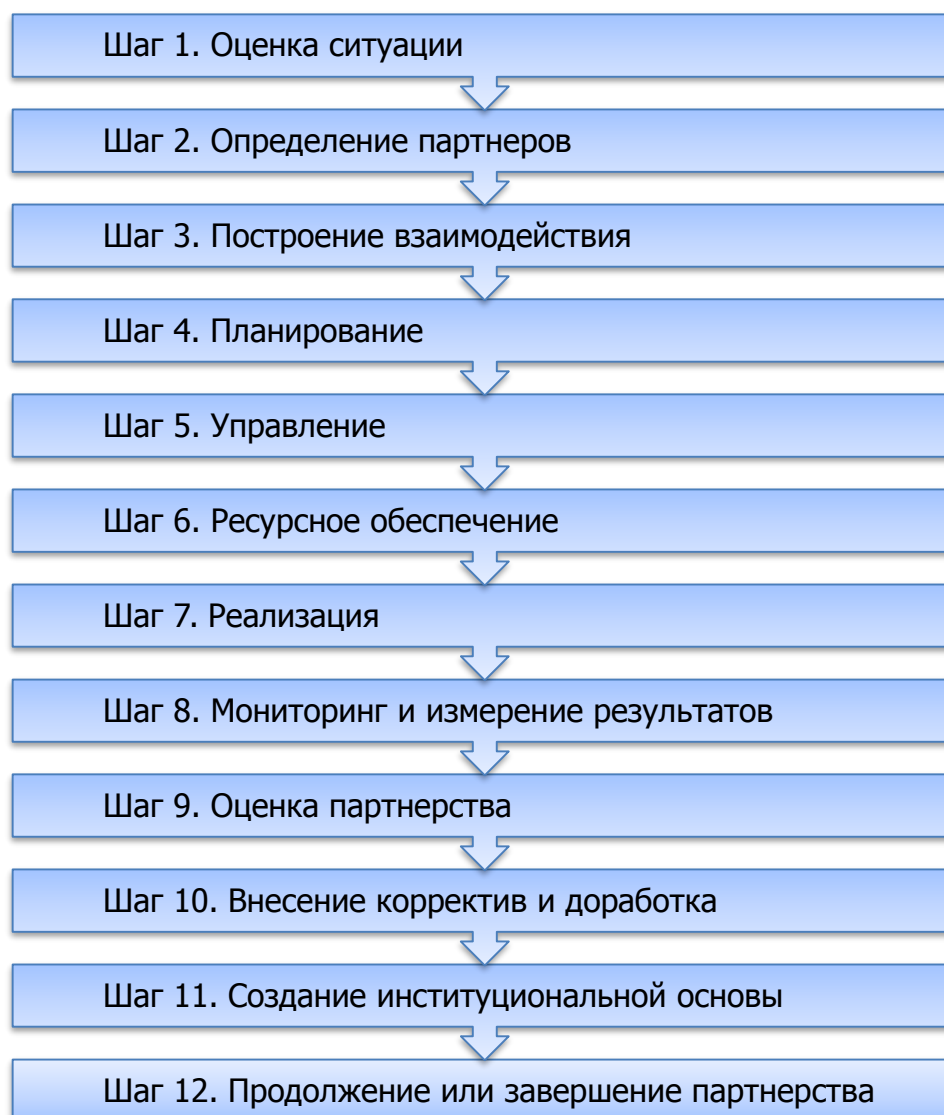 Шаг 1. Оценка ситуации
Шаг 2. Определение партнеров
Шаг 3. Построение взаимодействия
Шаг 4. Планирование
Шаг 5. Управление
Шаг 6. Ресурсное обеспечение
Шаг 7. Реализация
Шаг 8. Мониторинг и измерение результатов
Шаг 9. Оценка партнерства
Шаг 10. Внесение корректив и доработка
Шаг 11. Создание институциональной основы
Шаг 12. Продолжение или завершение партнерства